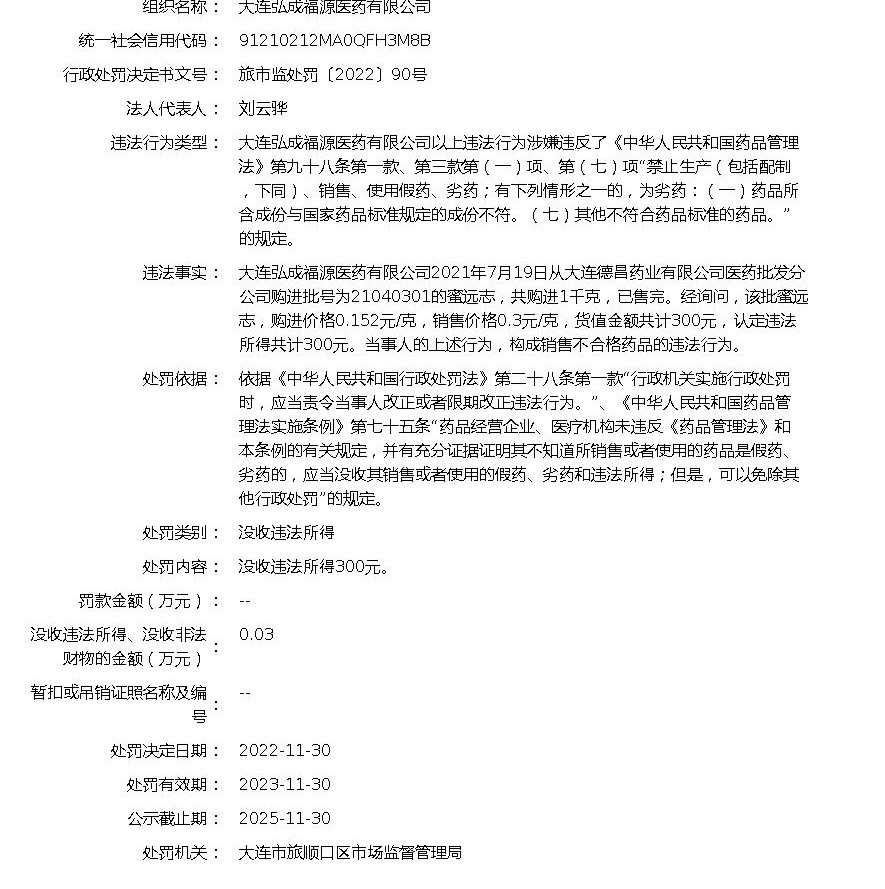 组织名称： 大连弘成福源医药有限公司
统一社会信用代码： 91210212MA0QFH3M8B
行政处罚决定书文号： 旅市监处罚〔2022〕90号
法人代表人： 刘云骅
违法行为类型： 大连弘成福源医药有限公司以上违法行为涉嫌违反了《中华人民共和国药品管理
法》第九十八条第一款、第三款第（一）项、第（七）项“禁止生产（包括配制
，下同）、销售、使用假药、劣药；有下列情形之一的，为劣药：（一）药品所
含成份与国家药品标准规定的成份不符。（七）其他不符合药品标准的药品。”
的规定。
违法事实： 大连弘成福源医药有限公司2021年7月19日从大连德昌药业有限公司医药批发分
公司购进批号为21040301的蜜远志，共购进1千克，已售完。经询问，该批蜜远
志，购进价格0.152元/克，销售价格0.3元/克，货值金额共计300元，认定违法
所得共计300元。当事人的上述行为，构成销售不合格药品的违法行为。
处罚依据： 依据《中华人民共和国行政处罚法》第二十八条第一款“行政机关实施行政处罚
时，应当责令当事人改正或者限期改正违法行为。”、《中华人民共和国药品管
理法实施条例》第七十五条“药品经营企业、医疗机构未违反《药品管理法》和
本条例的有关规定，并有充分证据证明其不知道所销售或者使用的药品是假药、
劣药的，应当没收其销售或者使用的假药、劣药和违法所得；但是，可以免除其
他行政处罚”的规定。
处罚类别： 没收违法所得
处罚内容： 没收违法所得300元。
罚款金额（万元）： --
没收违法所得、没收非法
财物的金额（万元）： 0.03
暂扣或吊销证照名称及编
号： --
处罚决定日期： 2022-11-30
处罚有效期： 2023-11-30
公示截止期： 2025-11-30
处罚机关： 大连市旅顺口区市场监督管理局